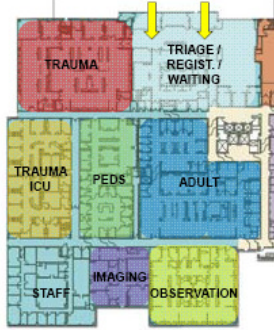 TRAUMA
TRIAGE /
REGIST. /
WAITING
TRAUMA
ICU
PEDS
ADULT
STAFF
IMAGING
OBSERVATION